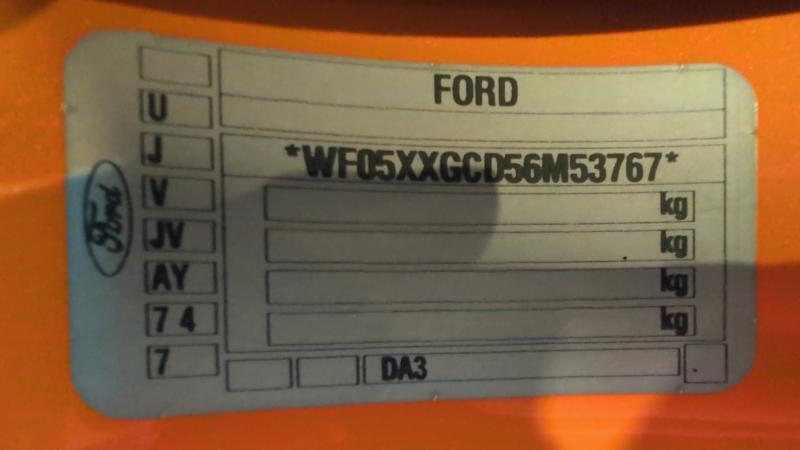 FORD
U
J
*WF05XXGCD56M53767*
V
kg
JV
kg
AY
kg
7 4
kg
7
DA3
Ford